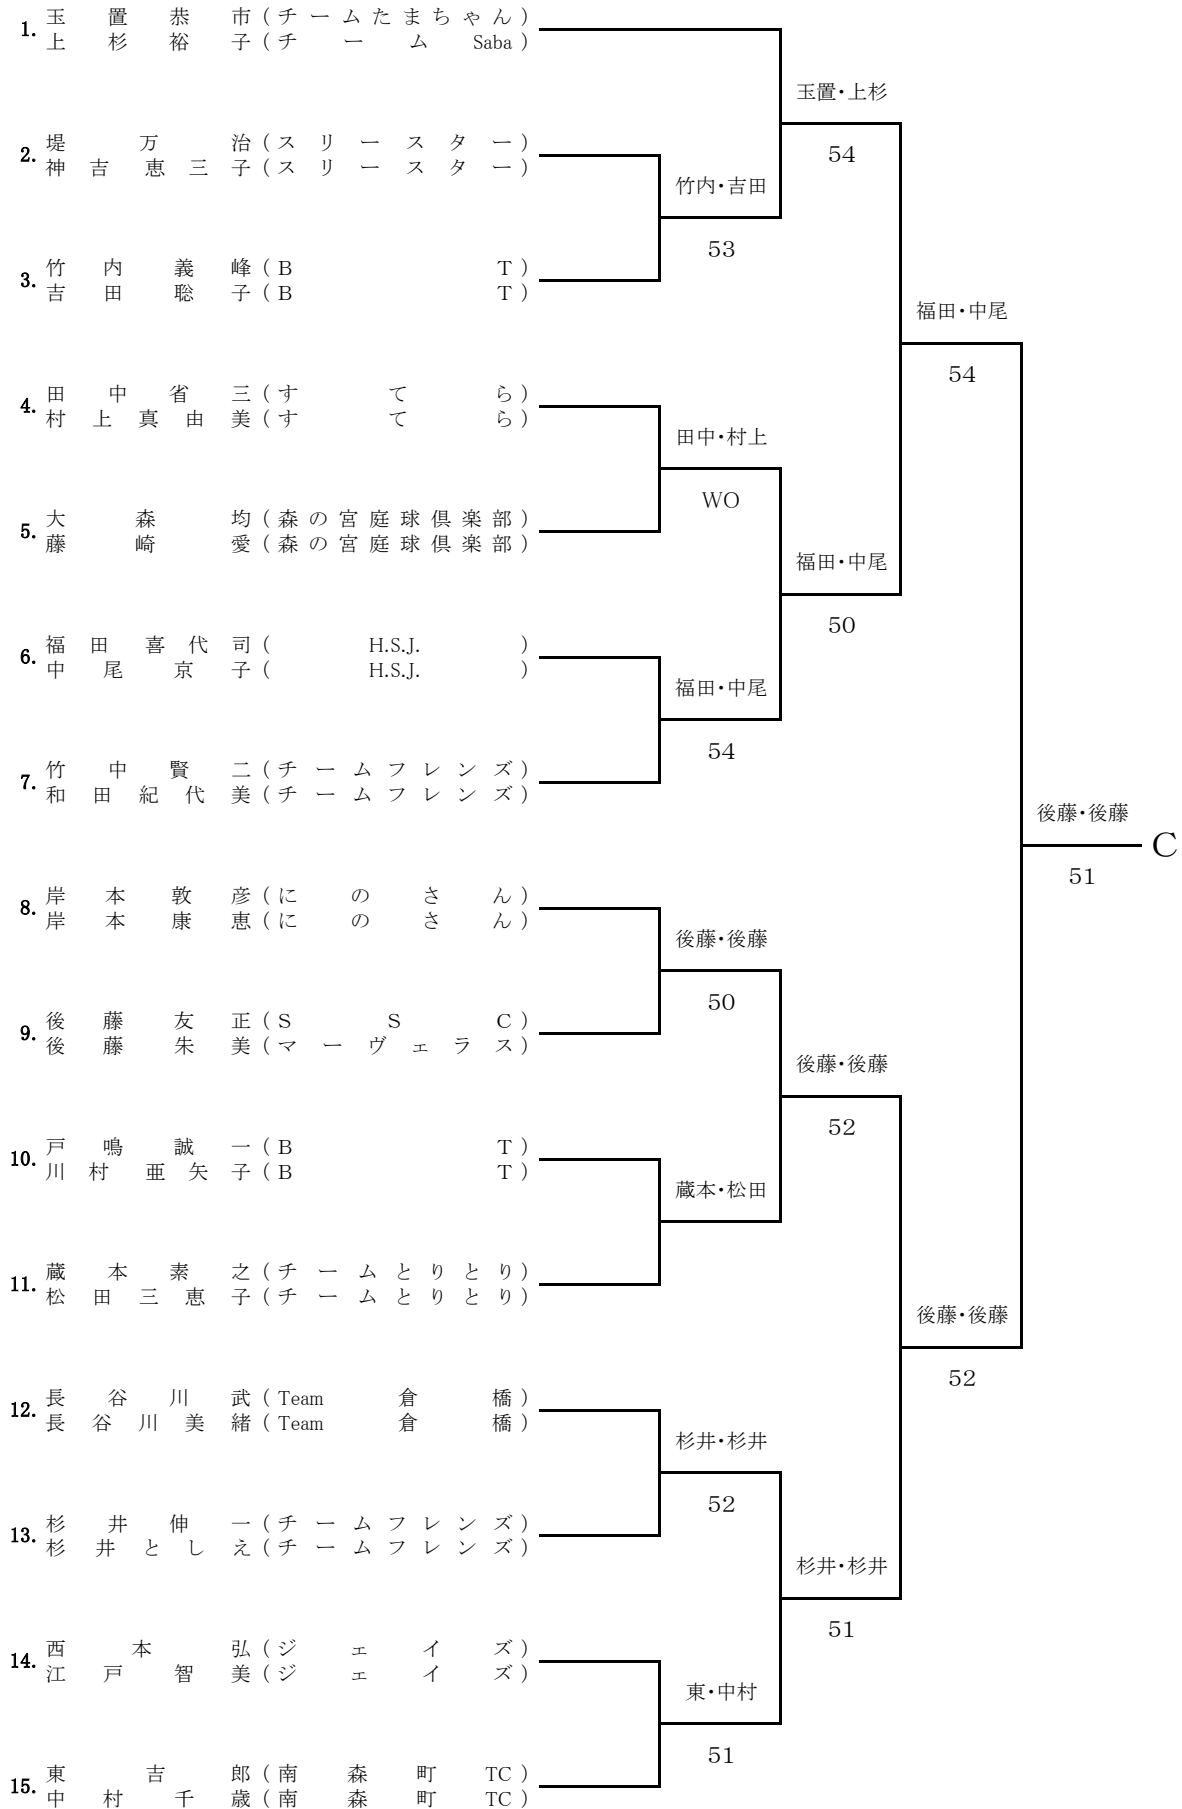 1. 玉置恭市(チームたまちゃん)
上杉裕子(チームSaba)
玉置・上杉
54
2. 堤万治(スリースター)
神吉恵三子(スリースター)
竹内・吉田
53
3. 竹内義峰(BT)
吉田聡子(BT)
福田・中尾
54
4. 田中省三(すてら)
村上真由美(すてら)
田中・村上
WO
5. 大森均(森の宮庭球倶楽部)
藤崎愛(森の宮庭球倶楽部)
福田・中尾
50
6. 福田喜代司(H.S.J.)
中尾京子(H.S.J.)
福田・中尾
54
7. 竹中賢二(チームフレンズ)
和田紀代美(チームフレンズ)
後藤・後藤
C
51
8. 岸本敦彦(にのさん)
岸本康恵(にのさん)
後藤・後藤
50
9. 後藤友正(SSC)
後藤朱美(マーヴェラス)
後藤・後藤
52
10. 戸鳴誠一(BT)
川村亜矢子(BT)
蔵本・松田
11. 蔵本素之(チームとりとり)
松田三恵子(チームとりとり)
後藤・後藤
52
12. 長谷川武(Team倉橋)
長谷川美緒(Team倉橋)
杉井・杉井
52
13. 杉井伸一(チームフレンズ)
杉井としえ(チームフレンズ)
杉井・杉井
51
14. 西本弘(ジェイズ)
江戸智美(ジェイズ)
東・中村
51
15. 東吉郎(南森町TC)
中村千歳(南森町TC)